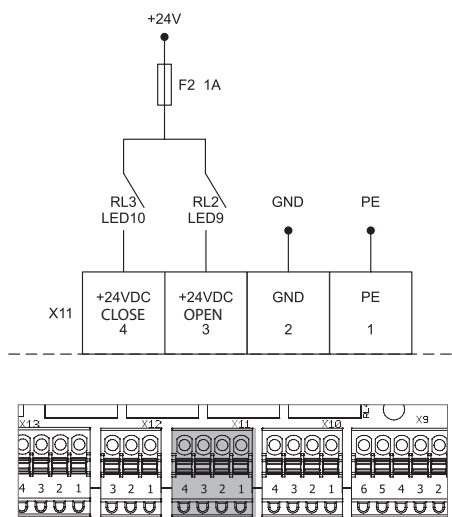 +24V
F2 1A
RL3 RL2 GND PE
LED10 LED9
+24VDC +24VDC GND PE
X11 CLOSE OPEN
4 3 2 1
X13 X12 X11 X10 X9
4 3 2 1 3 2 1 4 3 2 1 4 3 2 1 6 5 4 3 2